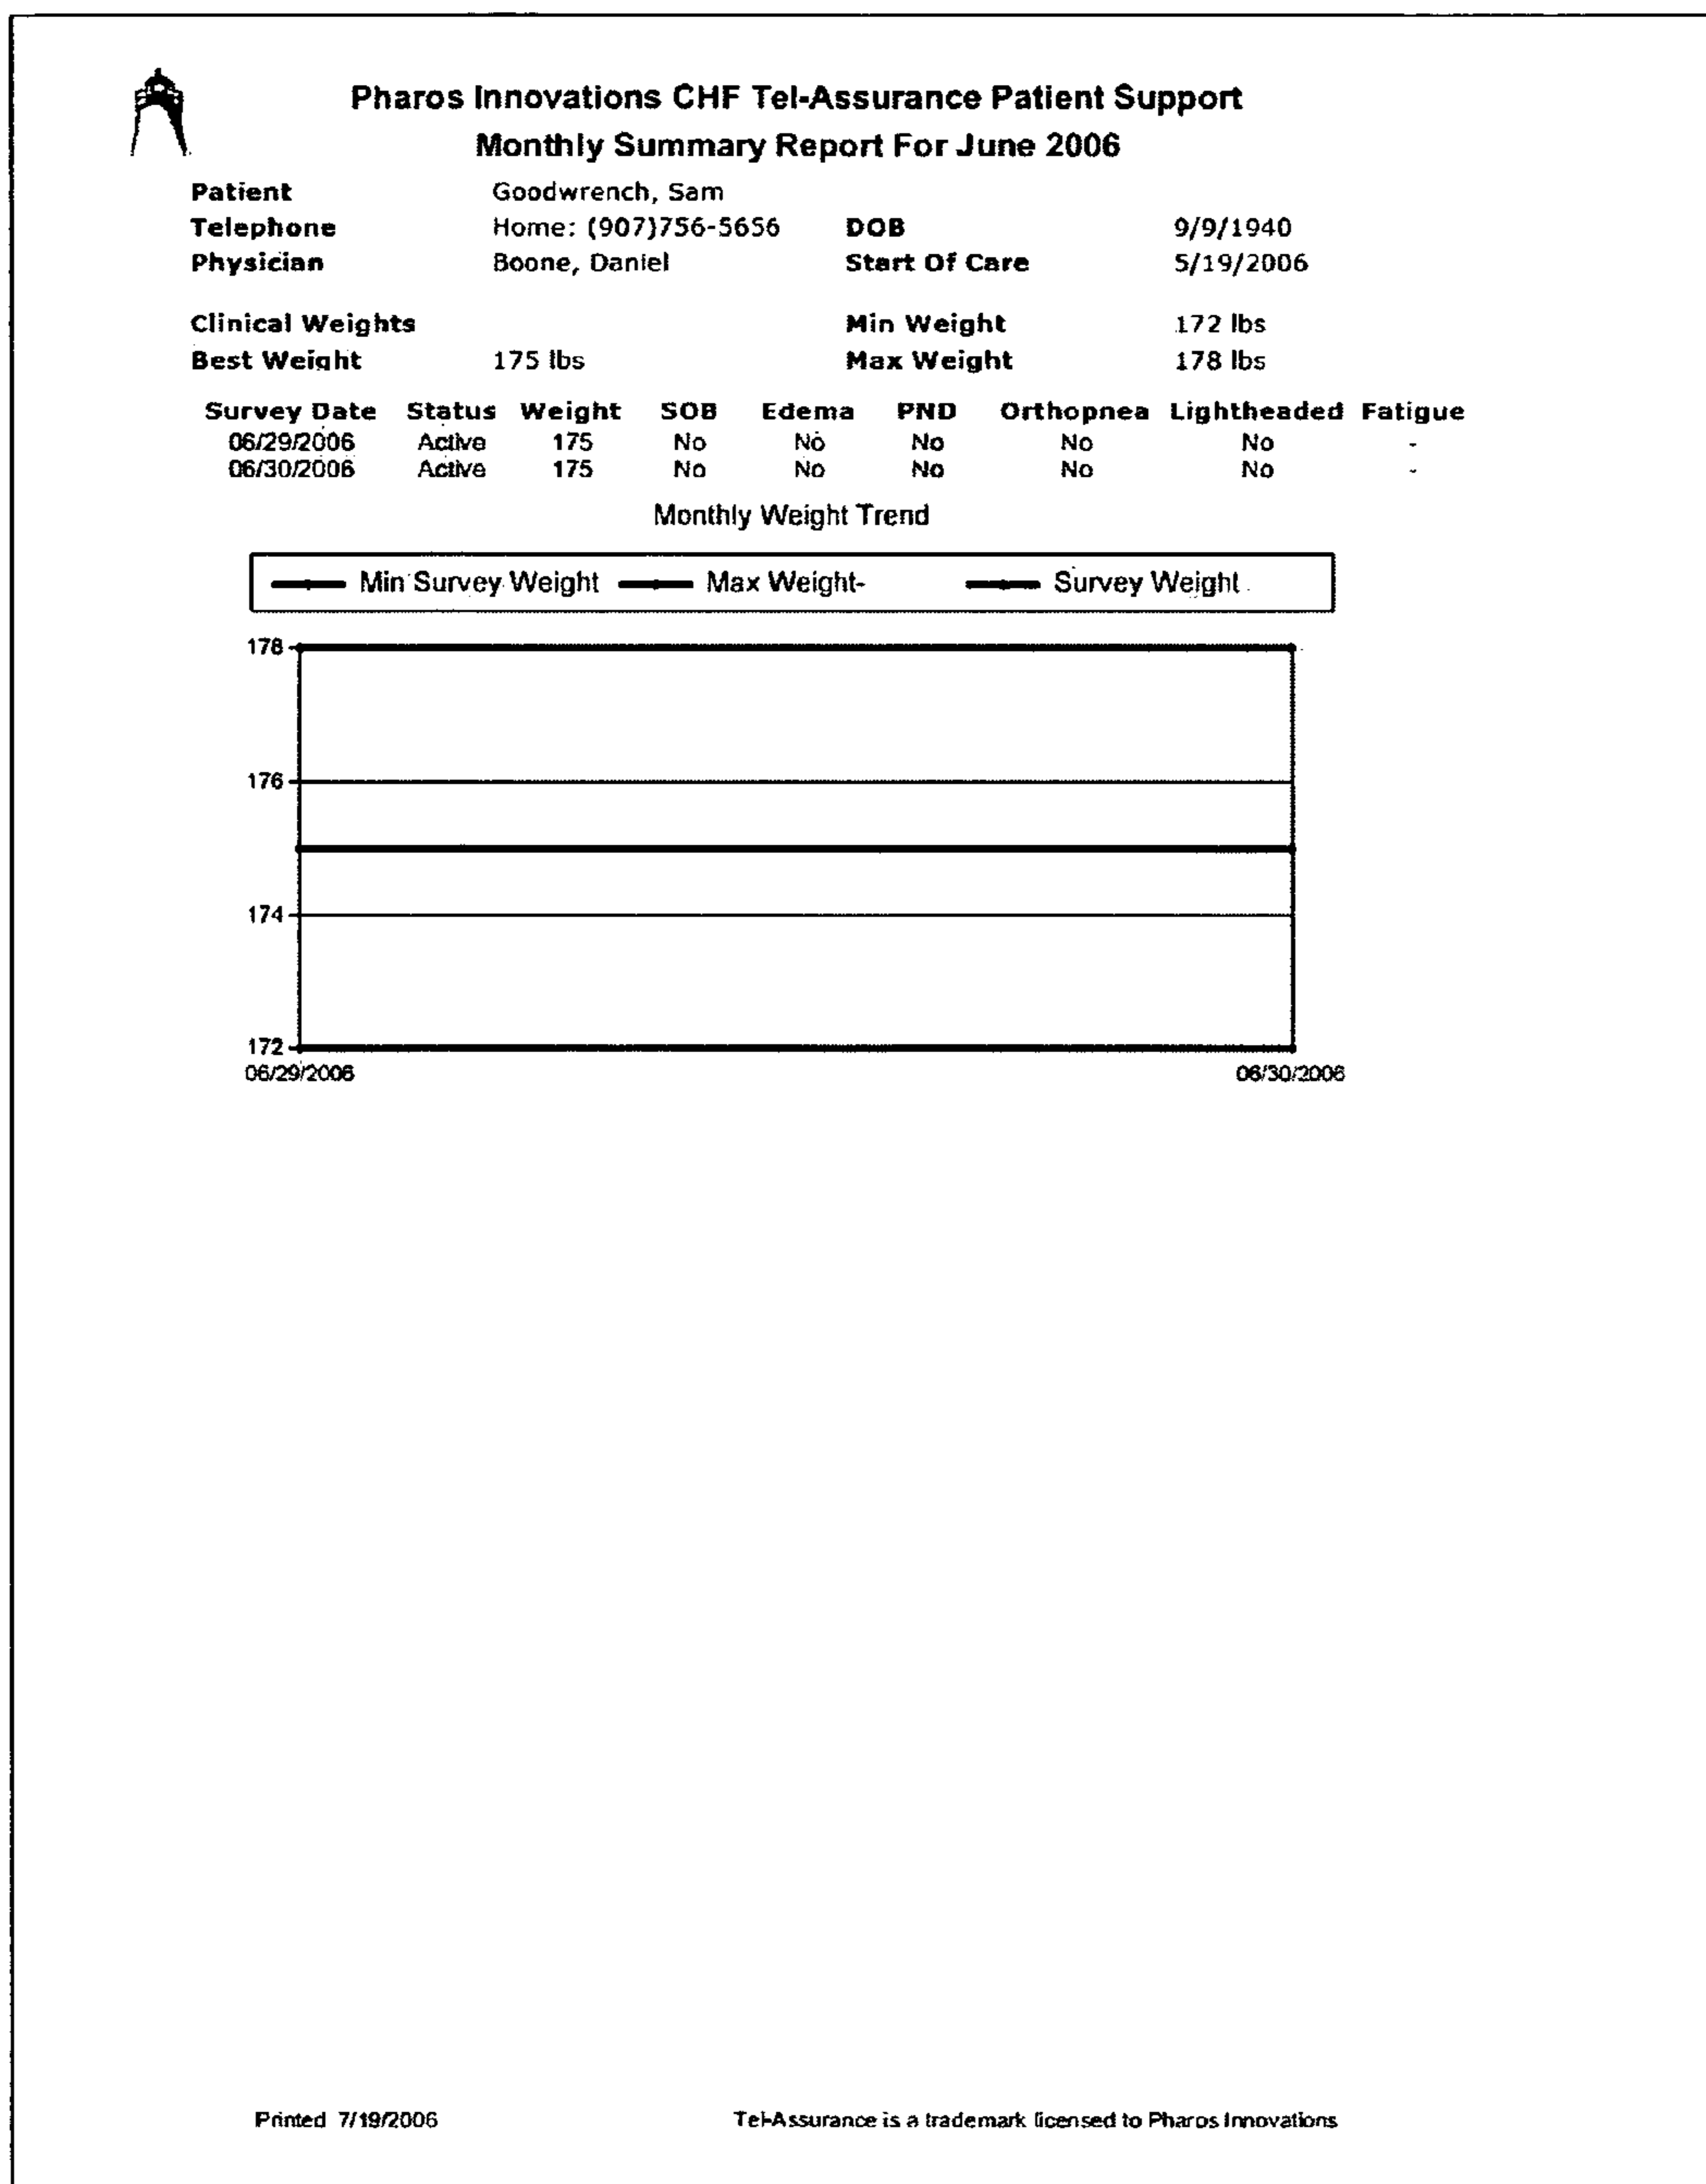 Pharos Innovations CHF Tel-Assurance Patient Support
Monthly Summary Report For June 2006
Patient Goodwrench, Sam
Telephone Home: (907)756-5656 DOB 9/9/1940
Physician Boone, Daniel Start Of Care 5/19/2006
Clinical Weights Min Weight 172 lbs
Best Weight 175 lbs Max Weight 178 lbs
Survey Date Status Weight SOB Edema PND Orthopnea Lightheaded Fatigue
06/29/2006 Active 175 No No No No No -
06/30/2006 Active 175 No No No No No -
Monthly Weight Trend
Min Survey Weight Max Weight- Survey Weight
178
176
174
172
06/29/2006 06/30/2006
Printed 7/19/2006 Tel-Assurance is a trademark licensed to Pharos Innovations